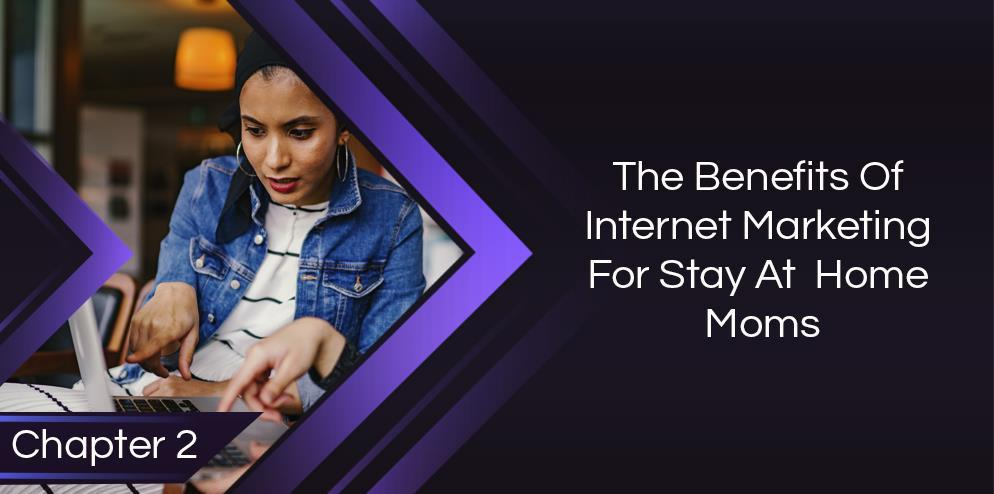 The Benefits Of
Internet Marketing
For Stay At  Home
Moms
Chapter 2